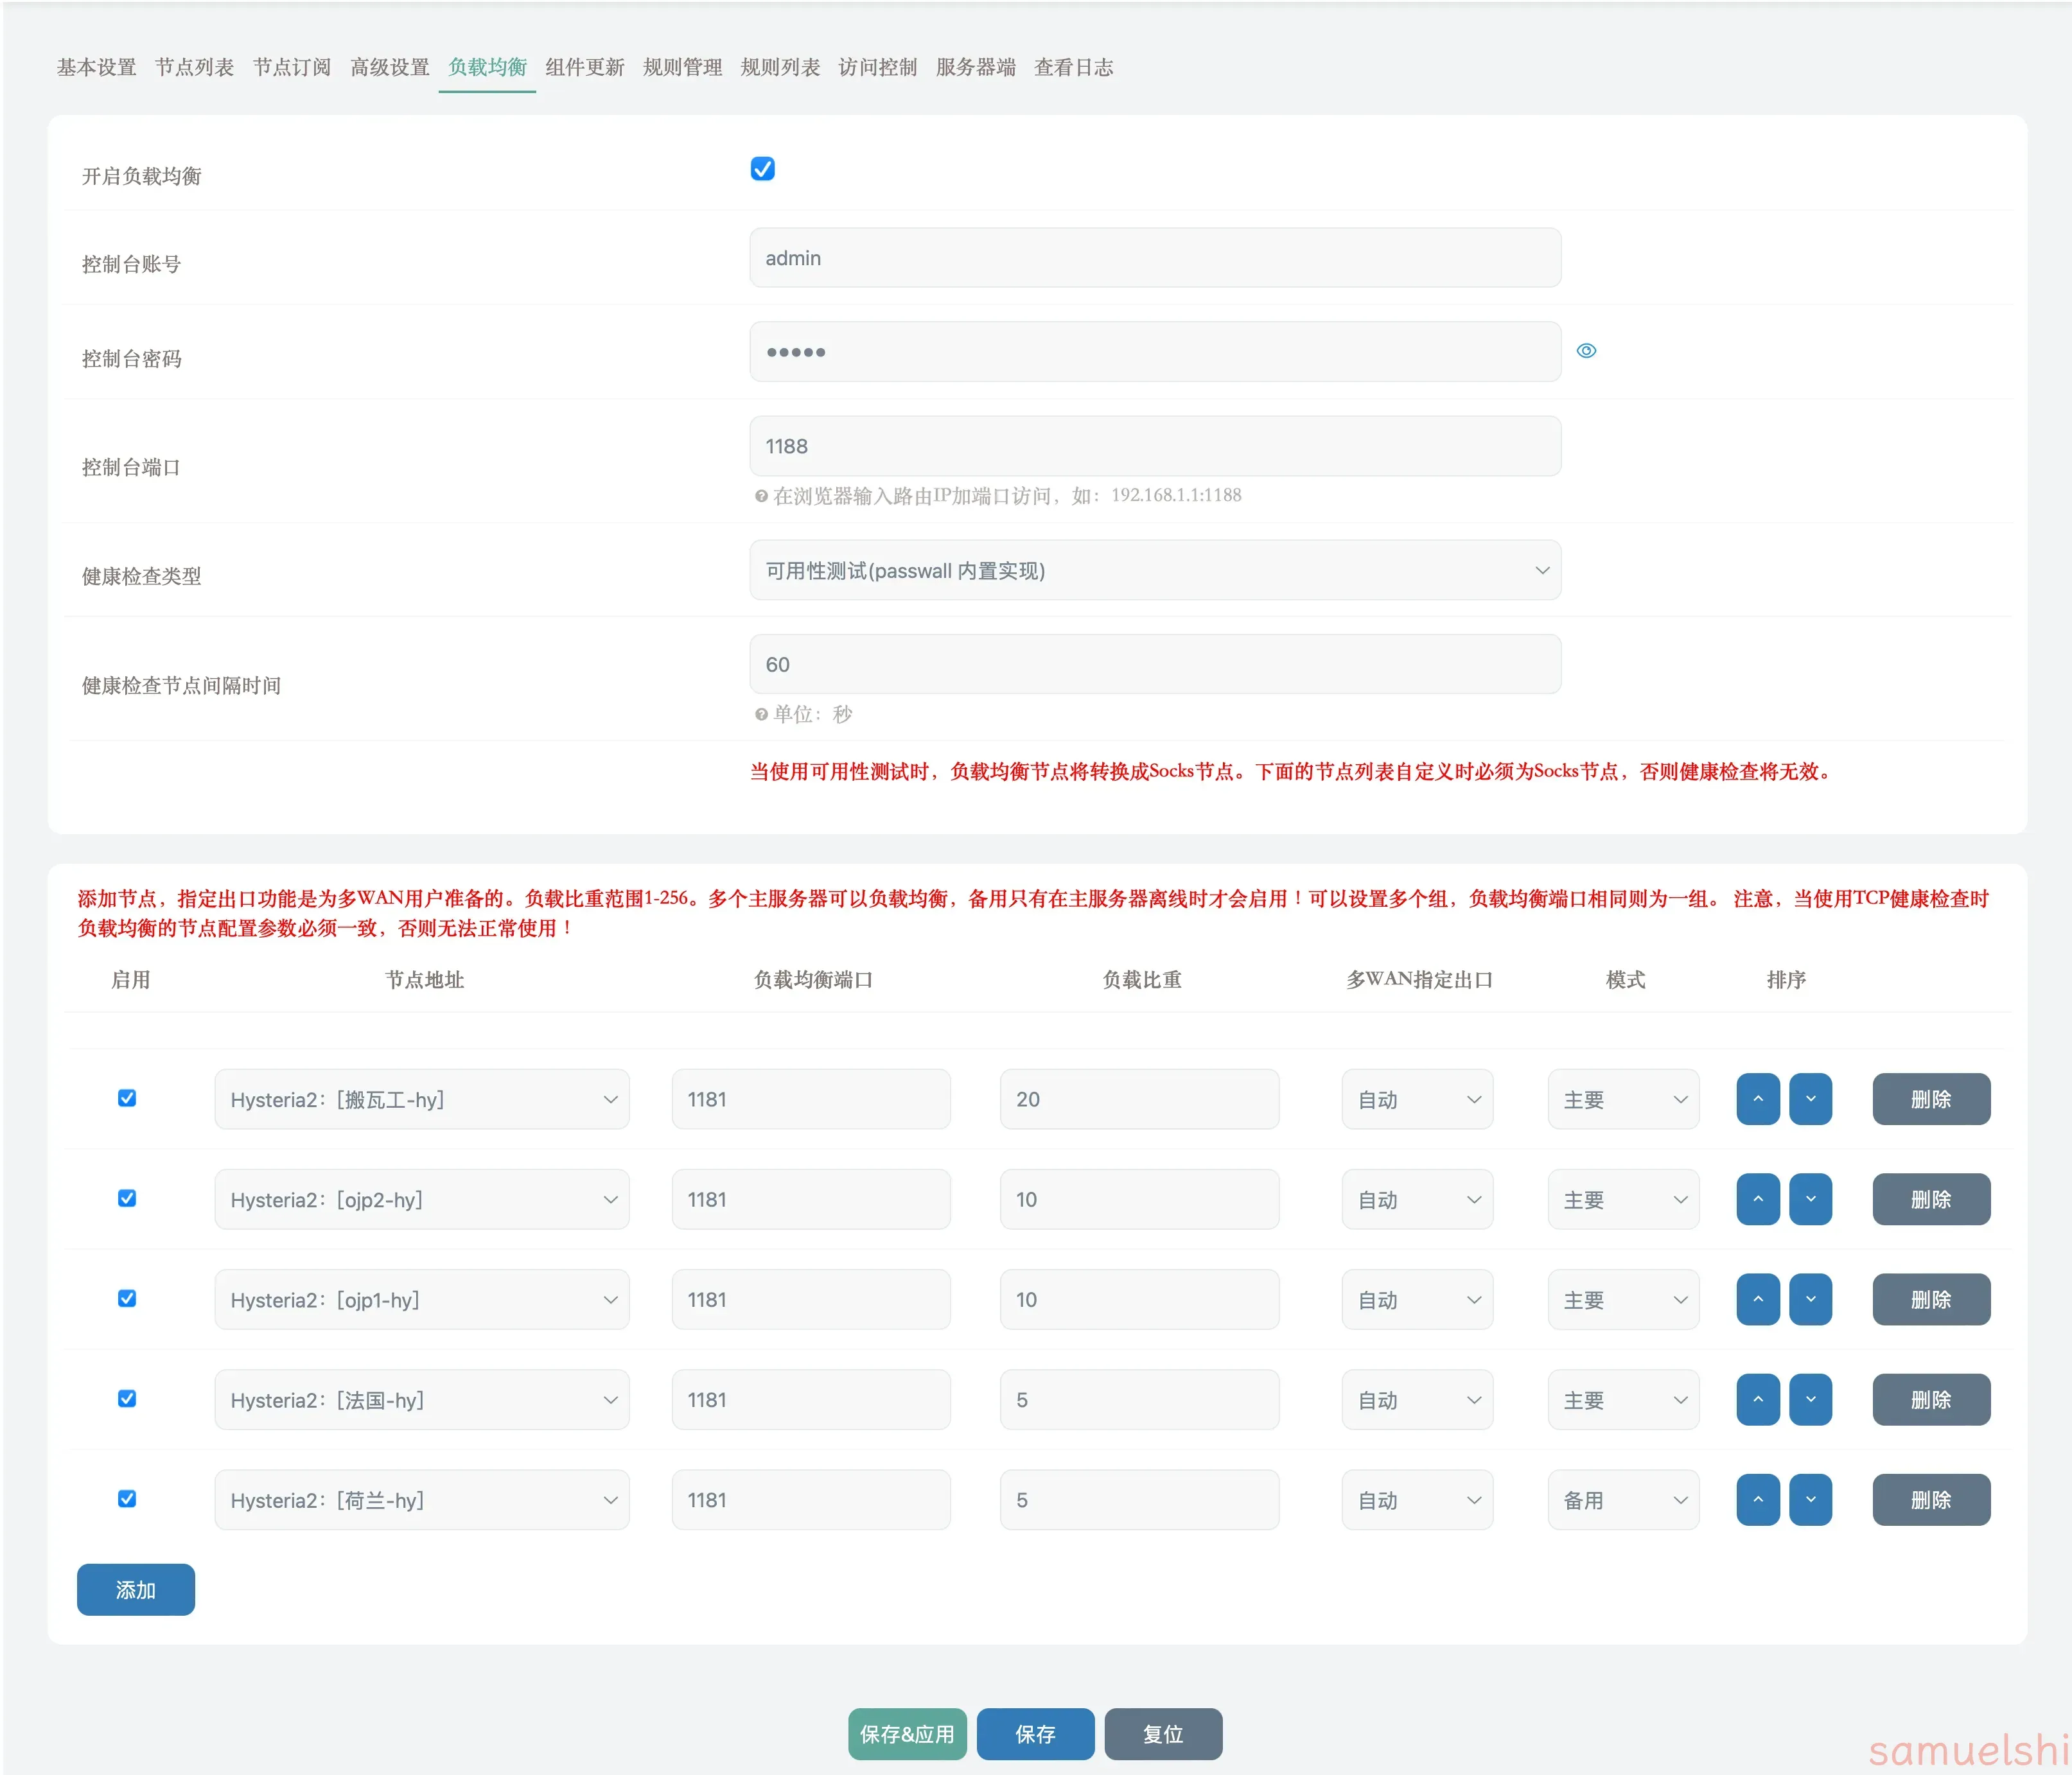 基本设置 节点列表 节点订阅 高级设置 负载均衡 组件更新 规则管理 规则列表 访问控制 服务器端 查看日志
开启负载均衡
控制台账号 admin
控制台密码 •••••
控制台端口 1188
在浏览器输入路由IP加端口访问，如：192.168.1.1:1188
健康检查类型 可用性测试(passwall 内置实现)
健康检查节点间隔时间 60
单位：秒
当使用可用性测试时，负载均衡节点将转换成Socks节点。下面的节点列表自定义时必须为Socks节点，否则健康检查将无效。
添加节点，指定出口功能是为多WAN用户准备的。负载比重范围1-256。多个主服务器可以负载均衡，备用只有在主服务器离线时才会启用！可以设置多个组，负载均衡端口相同则为一组。 注意，当使用TCP健康检查时
负载均衡的节点配置参数必须一致，否则无法正常使用！
启用 节点地址 负载均衡端口 负载比重 多WAN指定出口 模式 排序
Hysteria2：[搬瓦工-hy] 1181 20 自动 主要 删除
Hysteria2：[ojp2-hy] 1181 10 自动 主要 删除
Hysteria2：[ojp1-hy] 1181 10 自动 主要 删除
Hysteria2：[法国-hy] 1181 5 自动 主要 删除
Hysteria2：[荷兰-hy] 1181 5 自动 备用 删除
添加
保存&应用 保存 复位
samuelshi